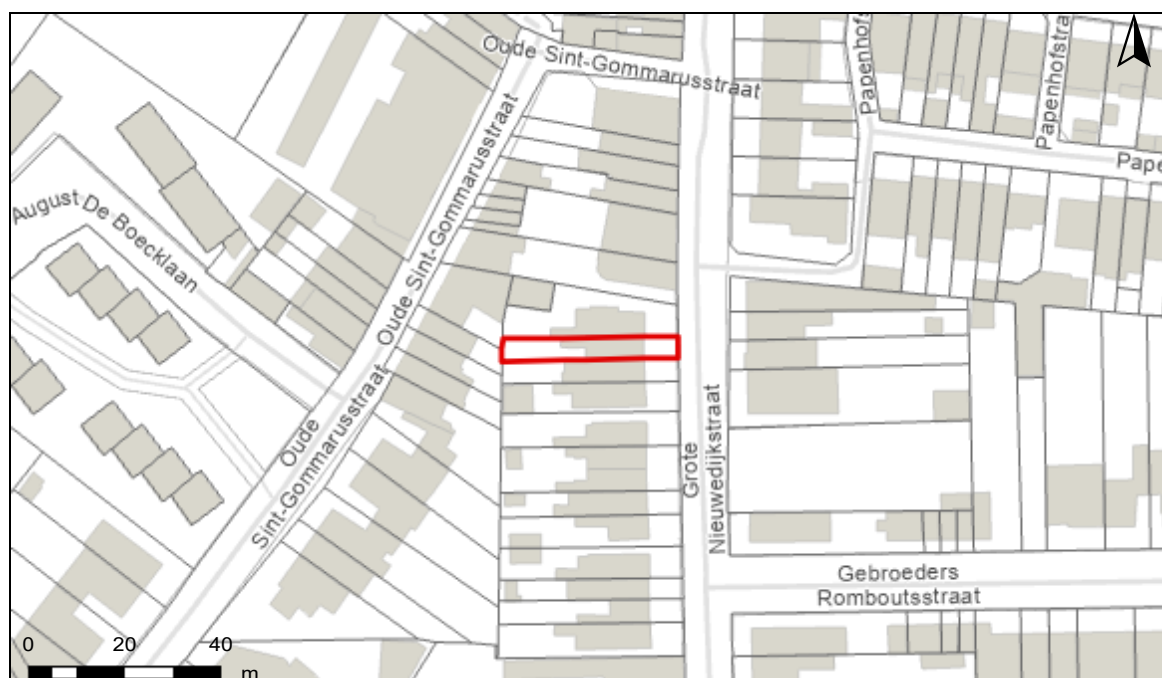 Oude Sint-Gommarusstraat
Papenhofs
Papenhofstra
Pape
August De Boecklaan
Oude Sint-Gommarusstraat
Oude
Sint-Gommarusstraat
Grote
Nieuwedijkstraat
Gebroeders
Romboutsstraat
0 20 40
m